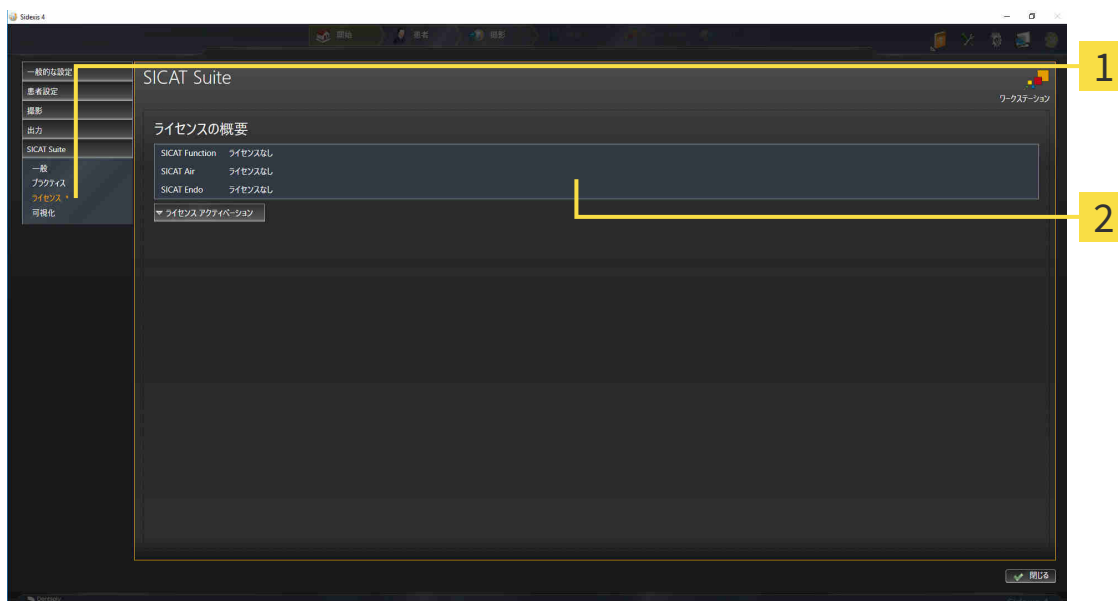 Sidexis 4
開始
患者
撮影
一般的な設定
患者設定
撮影
出力
SICAT Suite
一般
プラクティス
ライセンス *
可視化
SICAT Suite
ワークステーション
ライセンスの概要
SICAT Function ライセンスなし
SICAT Air ライセンスなし
SICAT Endo ライセンスなし
ライセンス アクティベーション
閉じる
1
2